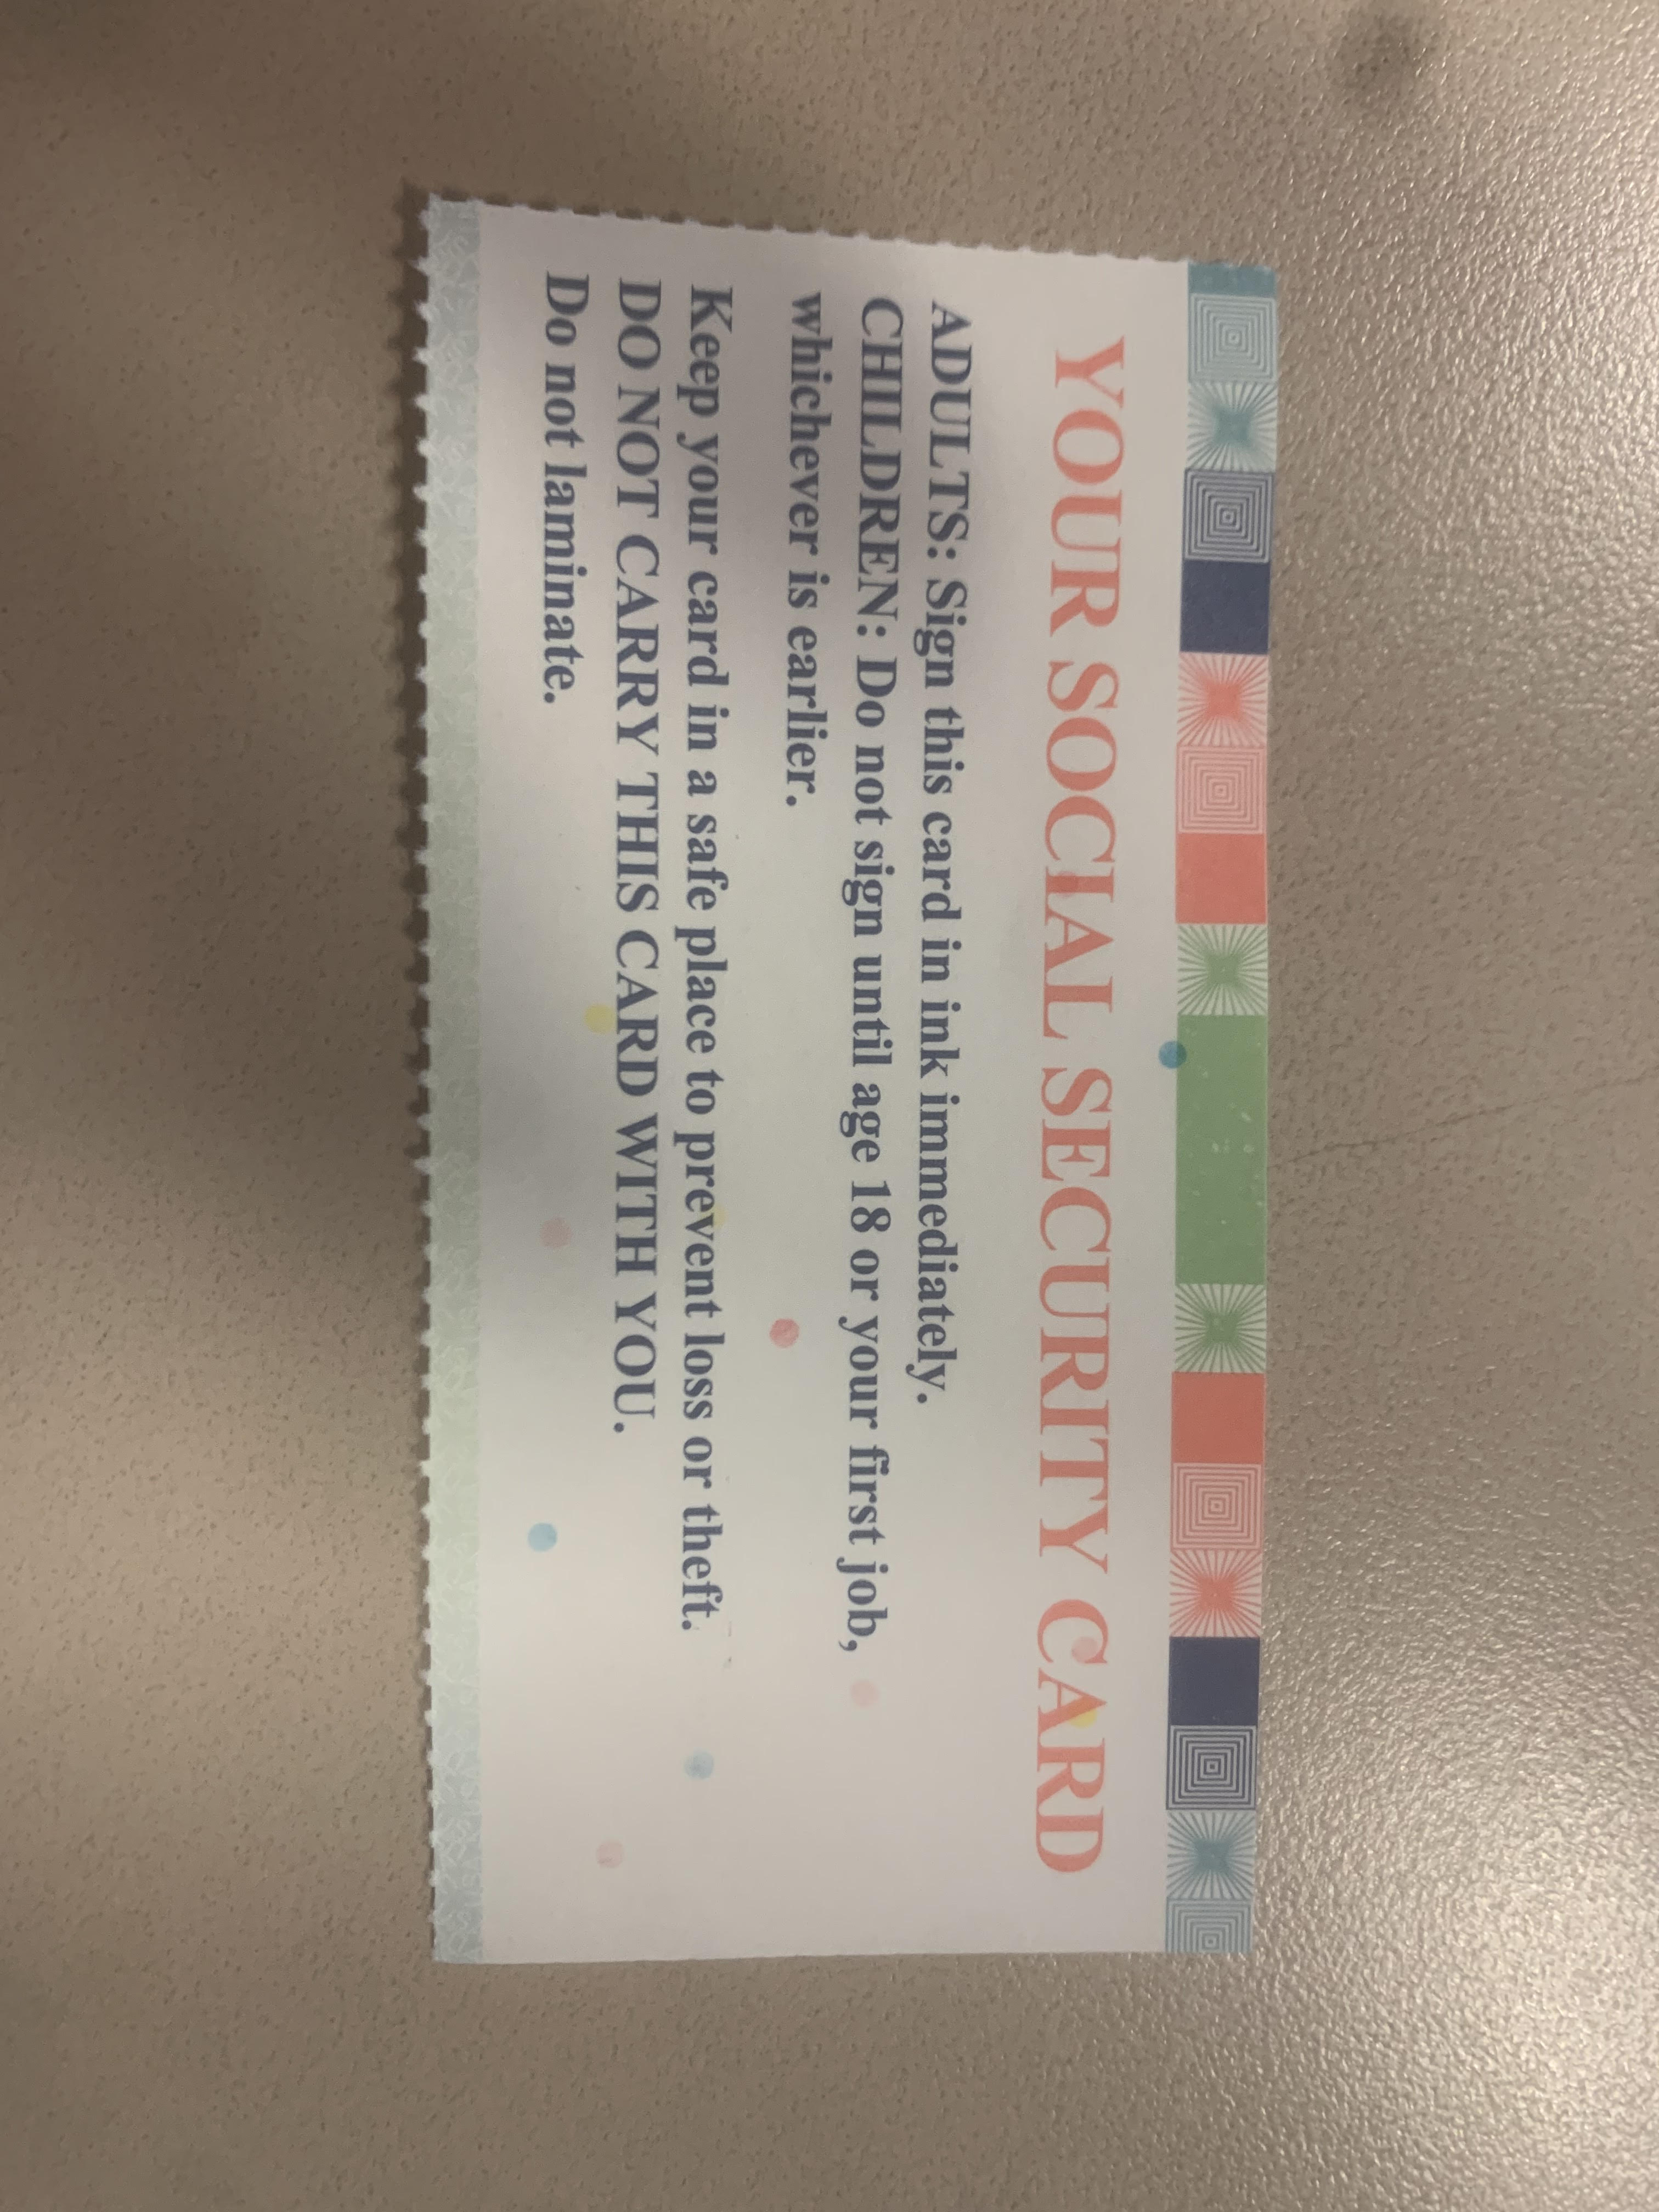 YOUR SOCIAL SECURITY CARD
ADULTS: Sign this card in ink immediately.
CHILDREN: Do not sign until age 18 or your first job,
whichever is earlier.
Keep your card in a safe place to prevent loss or theft.
DO NOT CARRY THIS CARD WITH YOU.
Do not laminate.